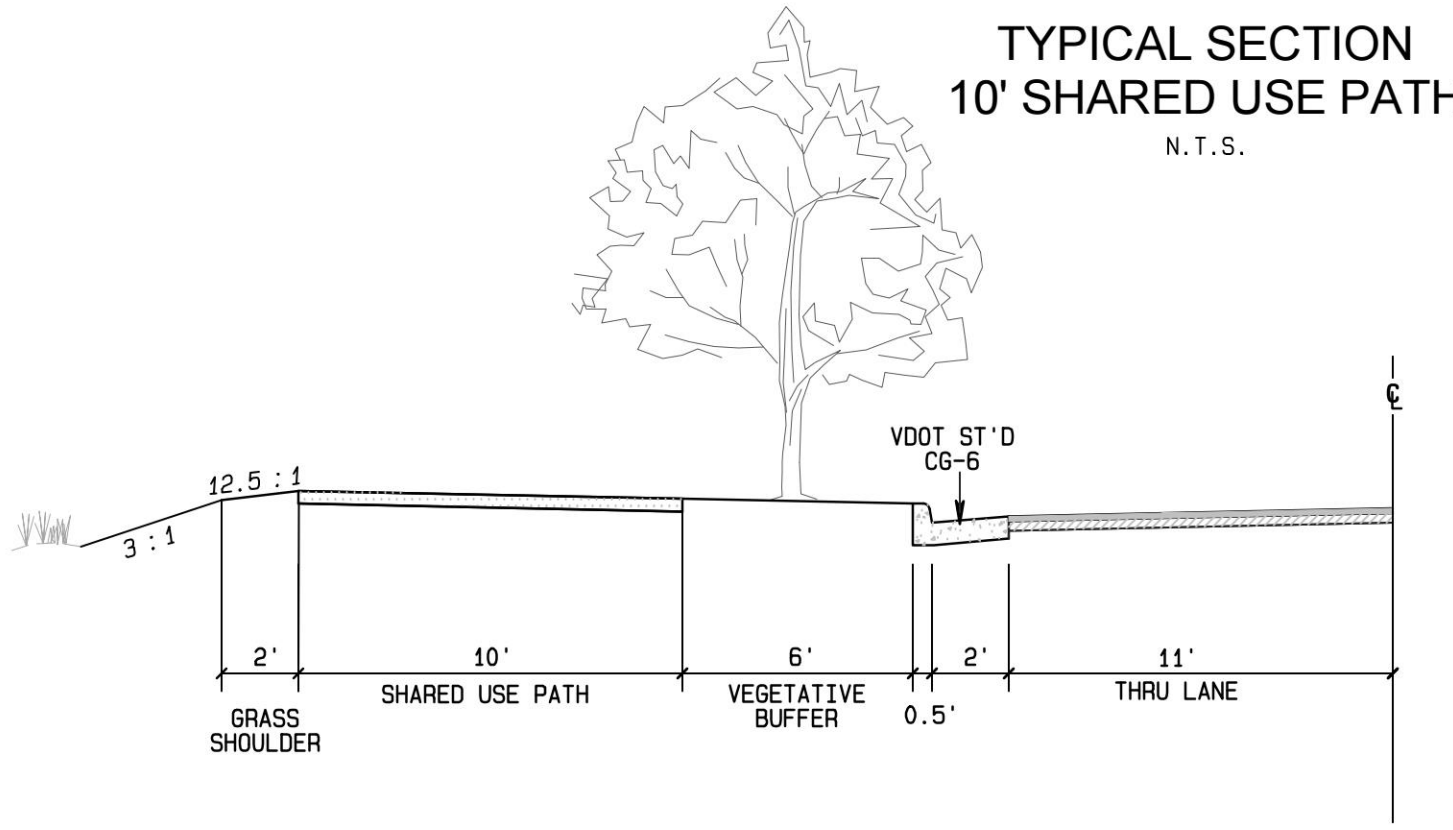 TYPICAL SECTION
10' SHARED USE PATH
N.T.S.
℄
VDOT ST'D
CG-6
12.5 : 1
3 : 1
2'
10'
6'
2'
11'
SHARED USE PATH
VEGETATIVE
BUFFER
0.5'
THRU LANE
GRASS
SHOULDER